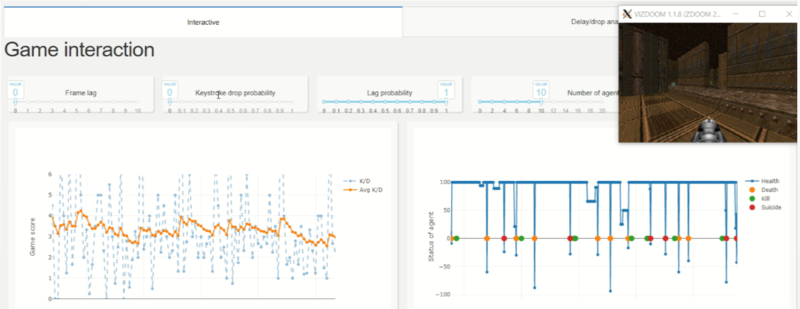 Interactive
Delay/drop ana
VIZDOOM 1.1.8 (ZDOOM 2...
Game interaction
VALUE
0
Frame lag
0 1 2 3 4 5 6 7 8 9 10
VALUE
0
Keystroke drop probability
0 0.1 0.2 0.3 0.4 0.5 0.6 0.7 0.8 0.9 1
Lag probability
VALUE
1
0 0.1 0.2 0.3 0.4 0.5 0.6 0.7 0.8 0.9 1
VALUE
10
Number of agent
0 2 4 6 8 10 12 14 16 18 20
6
5
4
3
2
1
0
Game score
K/D
Avg K/D
100
50
0
−50
−100
Status of agent
Health
Death
Kill
Suicide